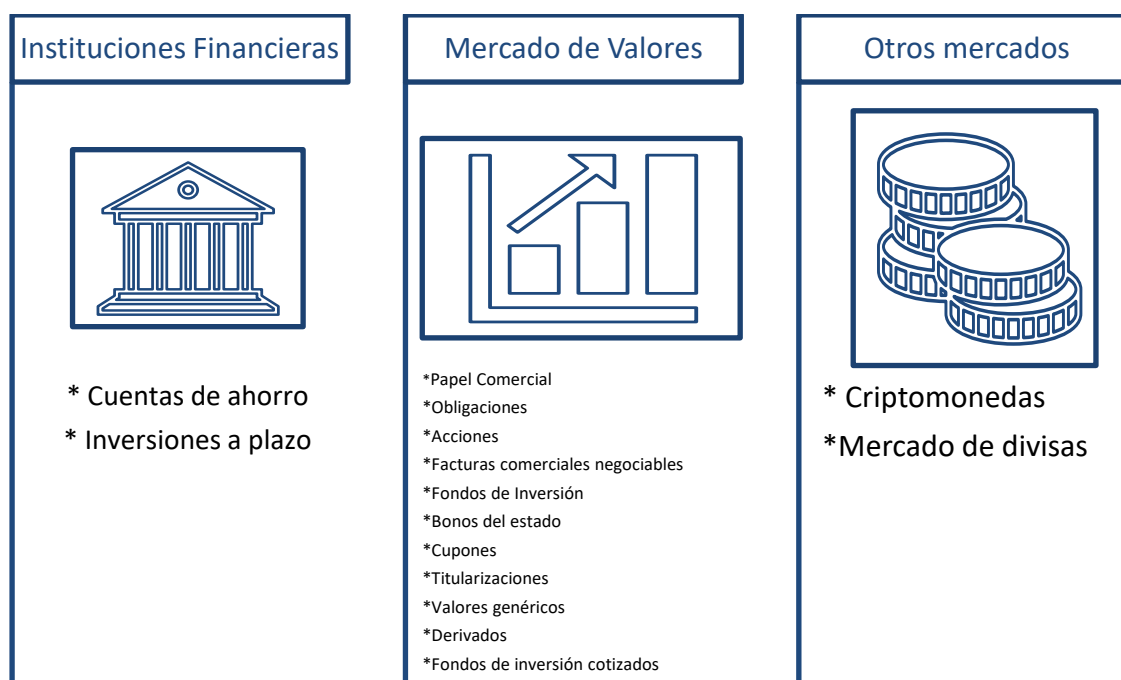 Instituciones Financieras
* Cuentas de ahorro
* Inversiones a plazo
Mercado de Valores
*Papel Comercial
*Obligaciones
*Acciones
*Facturas comerciales negociables
*Fondos de Inversión
*Bonos del estado
*Cupones
*Titularizaciones
*Valores genéricos
*Derivados
*Fondos de inversión cotizados
Otros mercados
* Criptomonedas
*Mercado de divisas